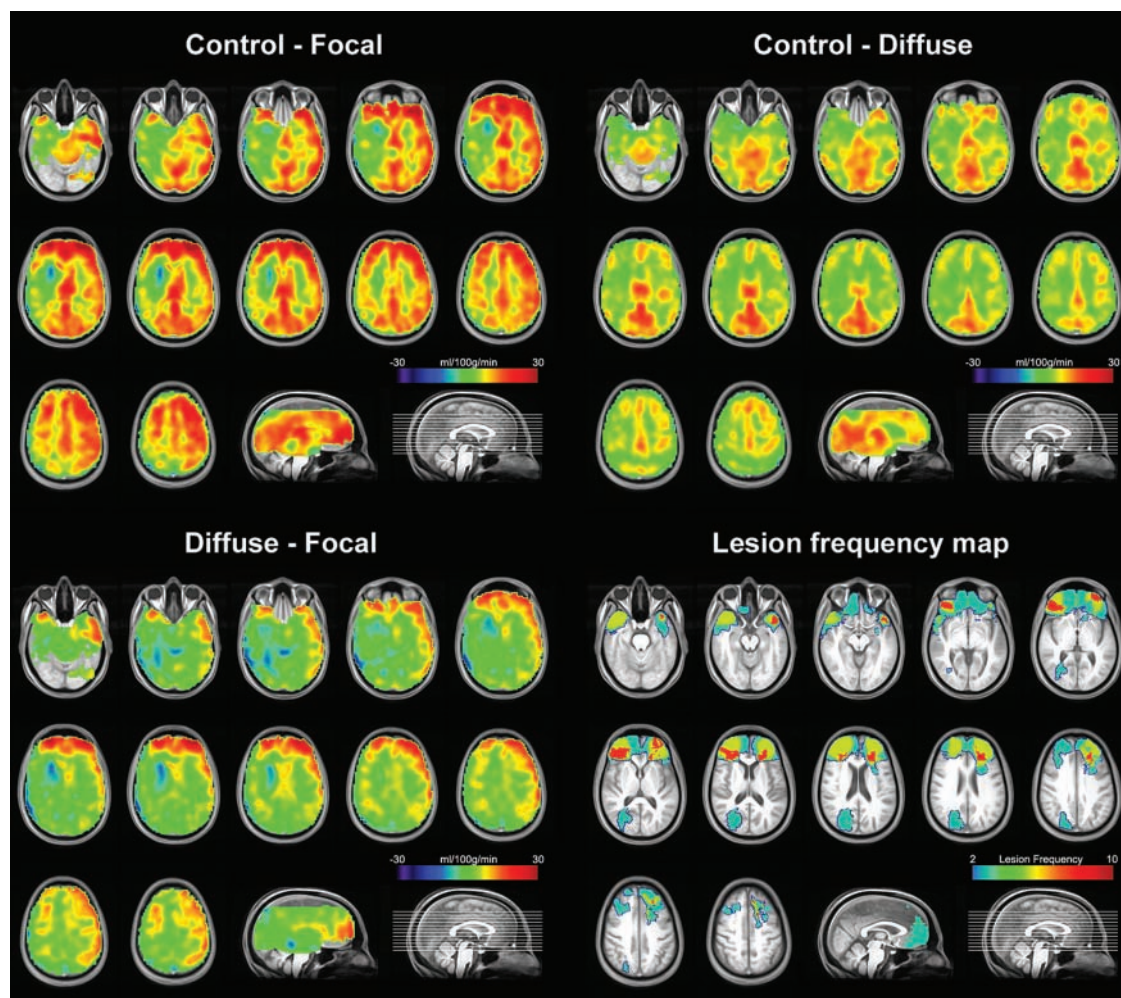 Control - Focal
Control - Diffuse
-30 ml/100g/min 30
-30 ml/100g/min 30
Diffuse - Focal
Lesion frequency map
-30 ml/100g/min 30
2 Lesion Frequency 10